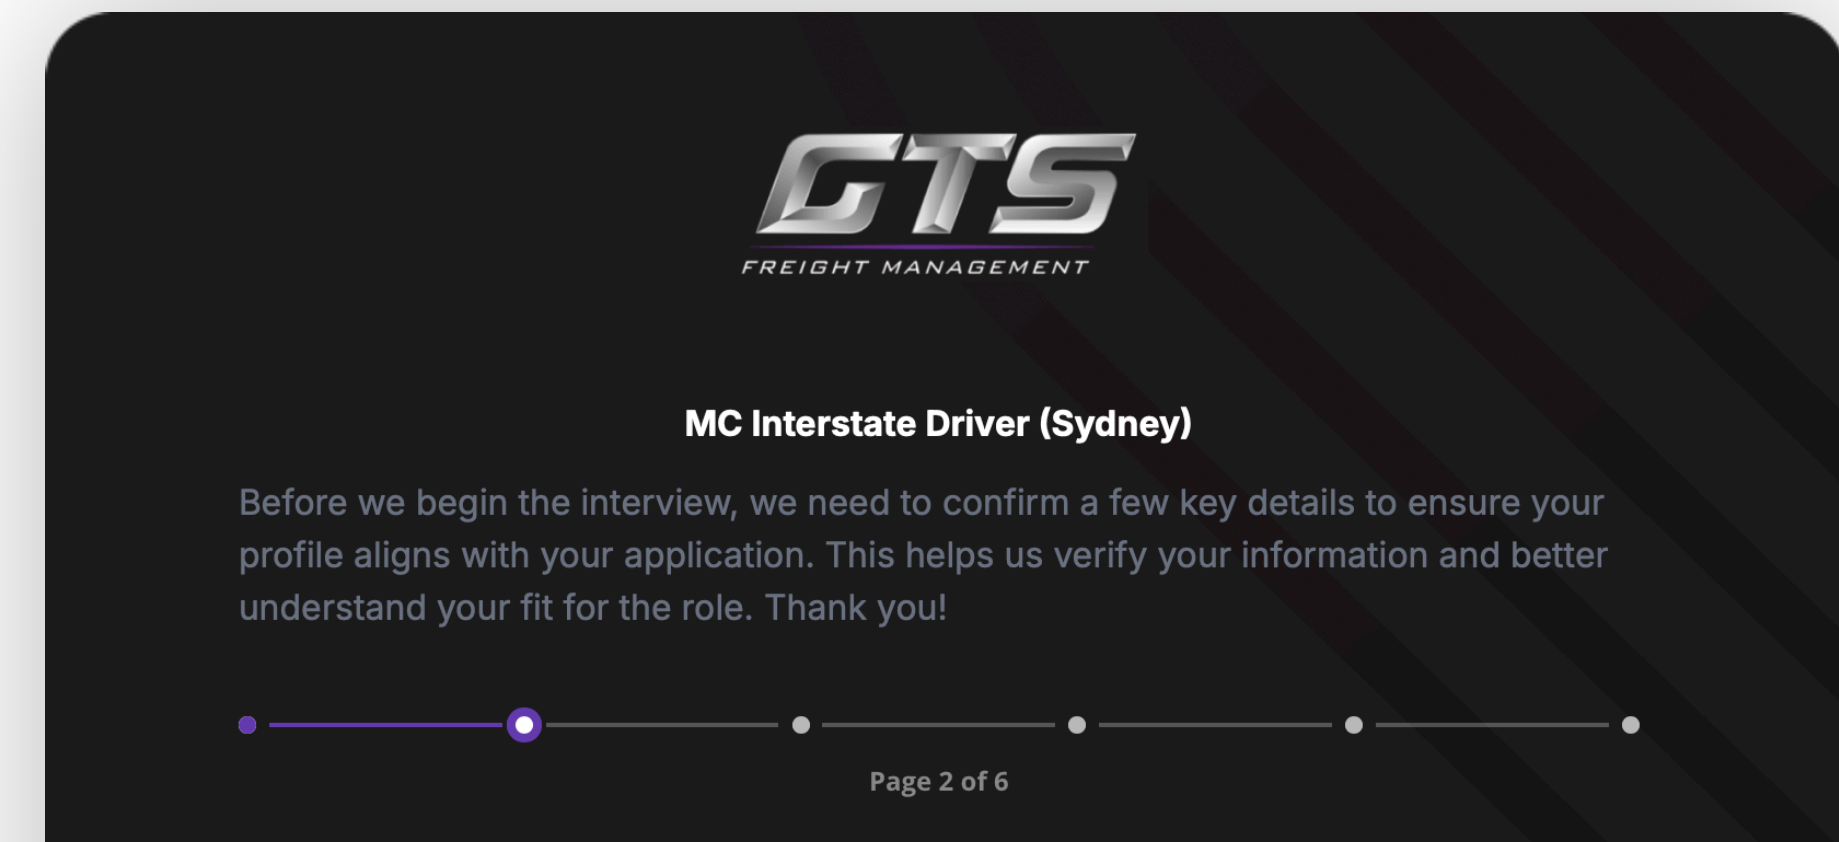 GTS
FREIGHT MANAGEMENT
MC Interstate Driver (Sydney)
Before we begin the interview, we need to confirm a few key details to ensure your
profile aligns with your application. This helps us verify your information and better
understand your fit for the role. Thank you!
Page 2 of 6